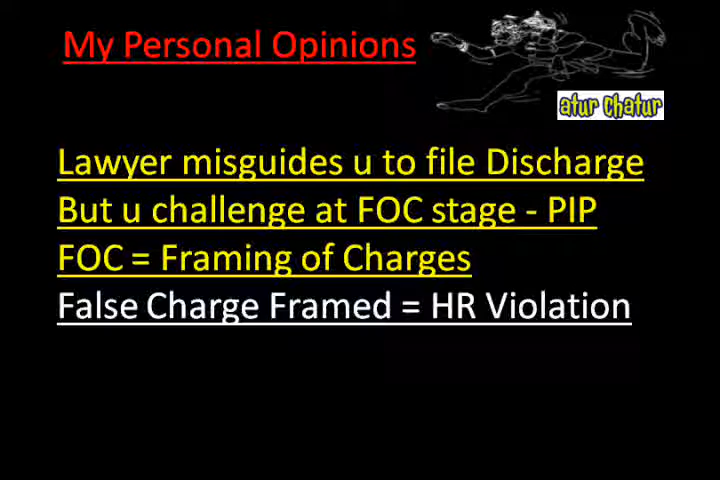 My Personal Opinions
atur chatur
Lawyer misguides u to file Discharge
But u challenge at FOC stage - PIP
FOC = Framing of Charges
False Charge Framed = HR Violation